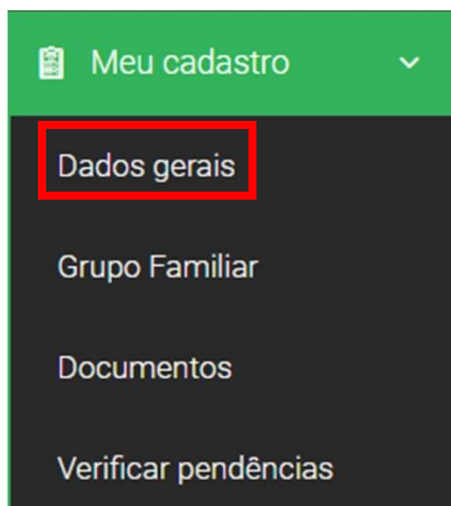 Meu cadastro
Dados gerais
Grupo Familiar
Documentos
Verificar pendências